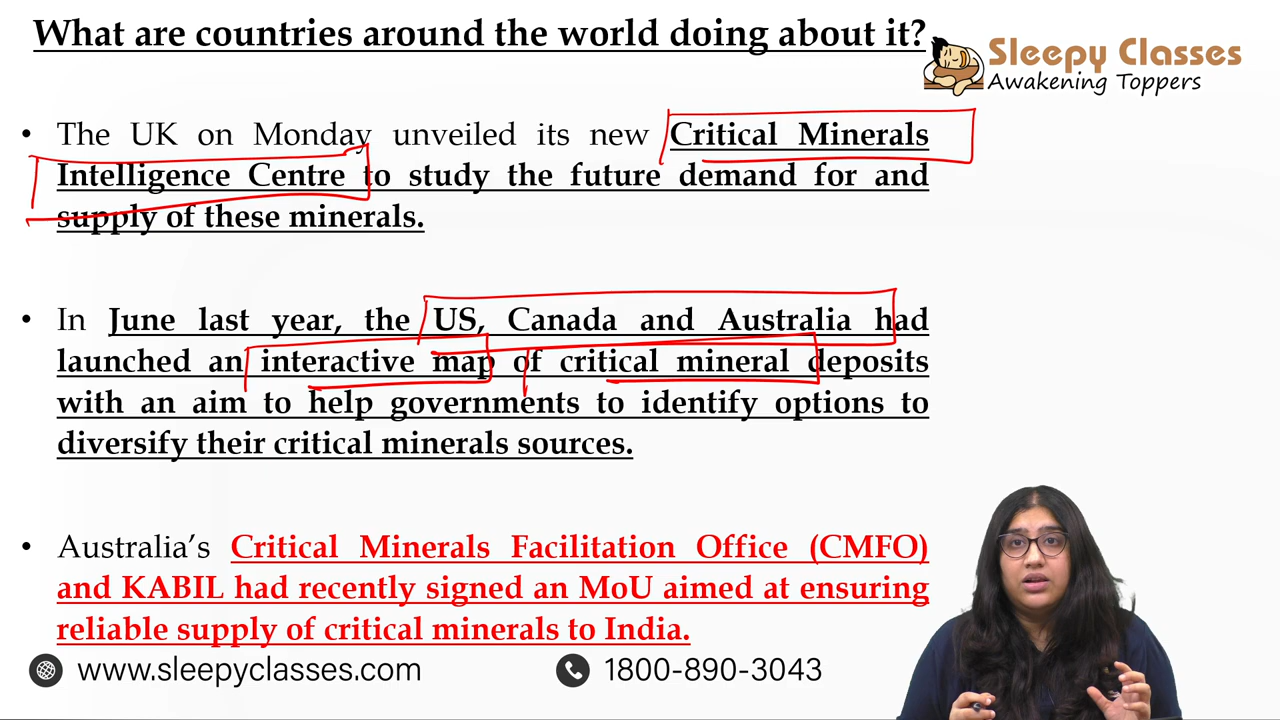 What are countries around the world doing about it?
Sleepy Classes
Awakening Toppers
• The UK on Monday unveiled its new Critical Minerals
Intelligence Centre to study the future demand for and
supply of these minerals.
• In June last year, the US, Canada and Australia had
launched an interactive map of critical mineral deposits
with an aim to help governments to identify options to
diversify their critical minerals sources.
• Australia’s Critical Minerals Facilitation Office (CMFO)
and KABIL had recently signed an MoU aimed at ensuring
reliable supply of critical minerals to India.
www.sleepyclasses.com
1800-890-3043